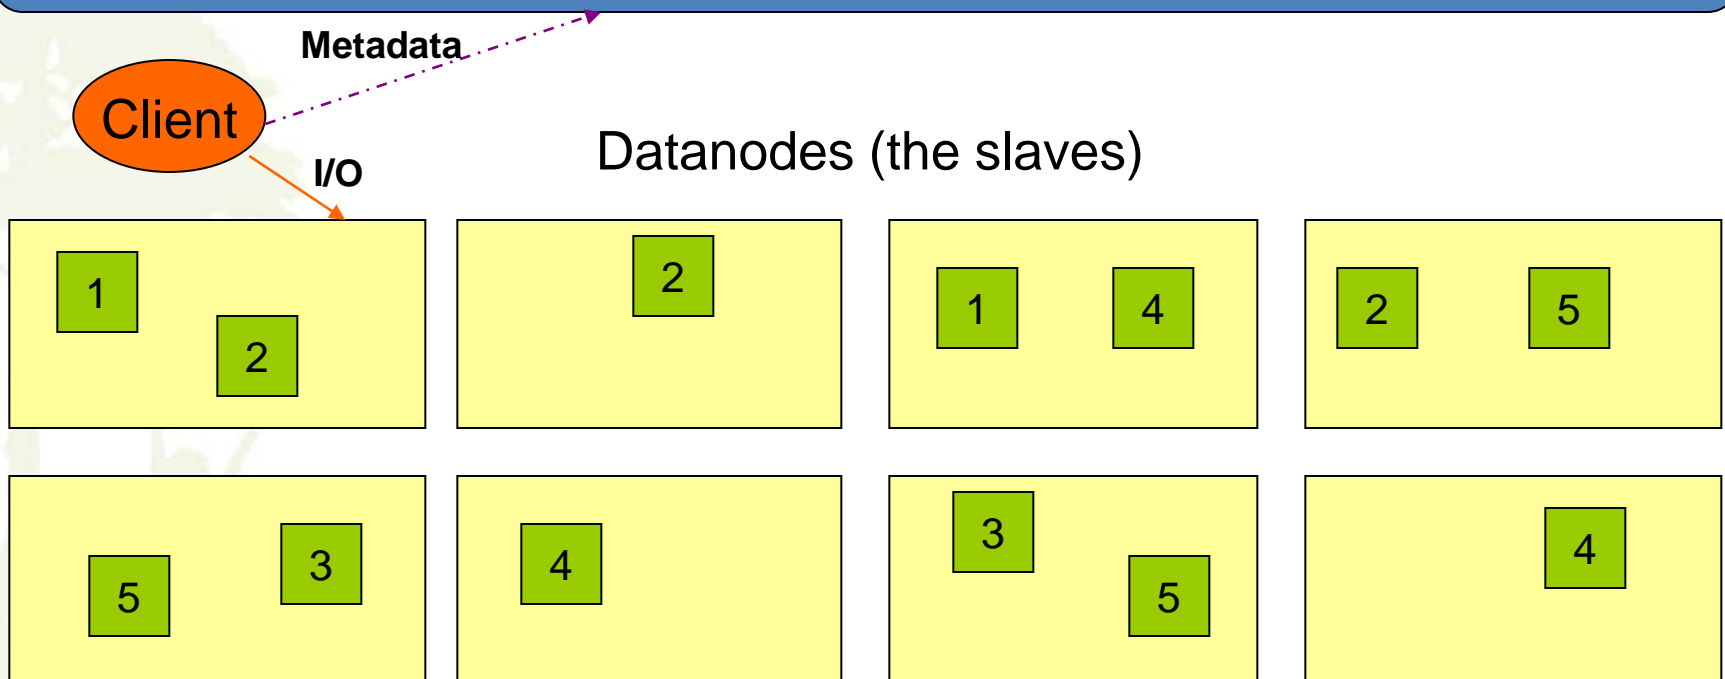 Metadata
Client
Datanodes (the slaves)
I/O
1
2
2
1 4
2 5
5 3
4
3
5
4